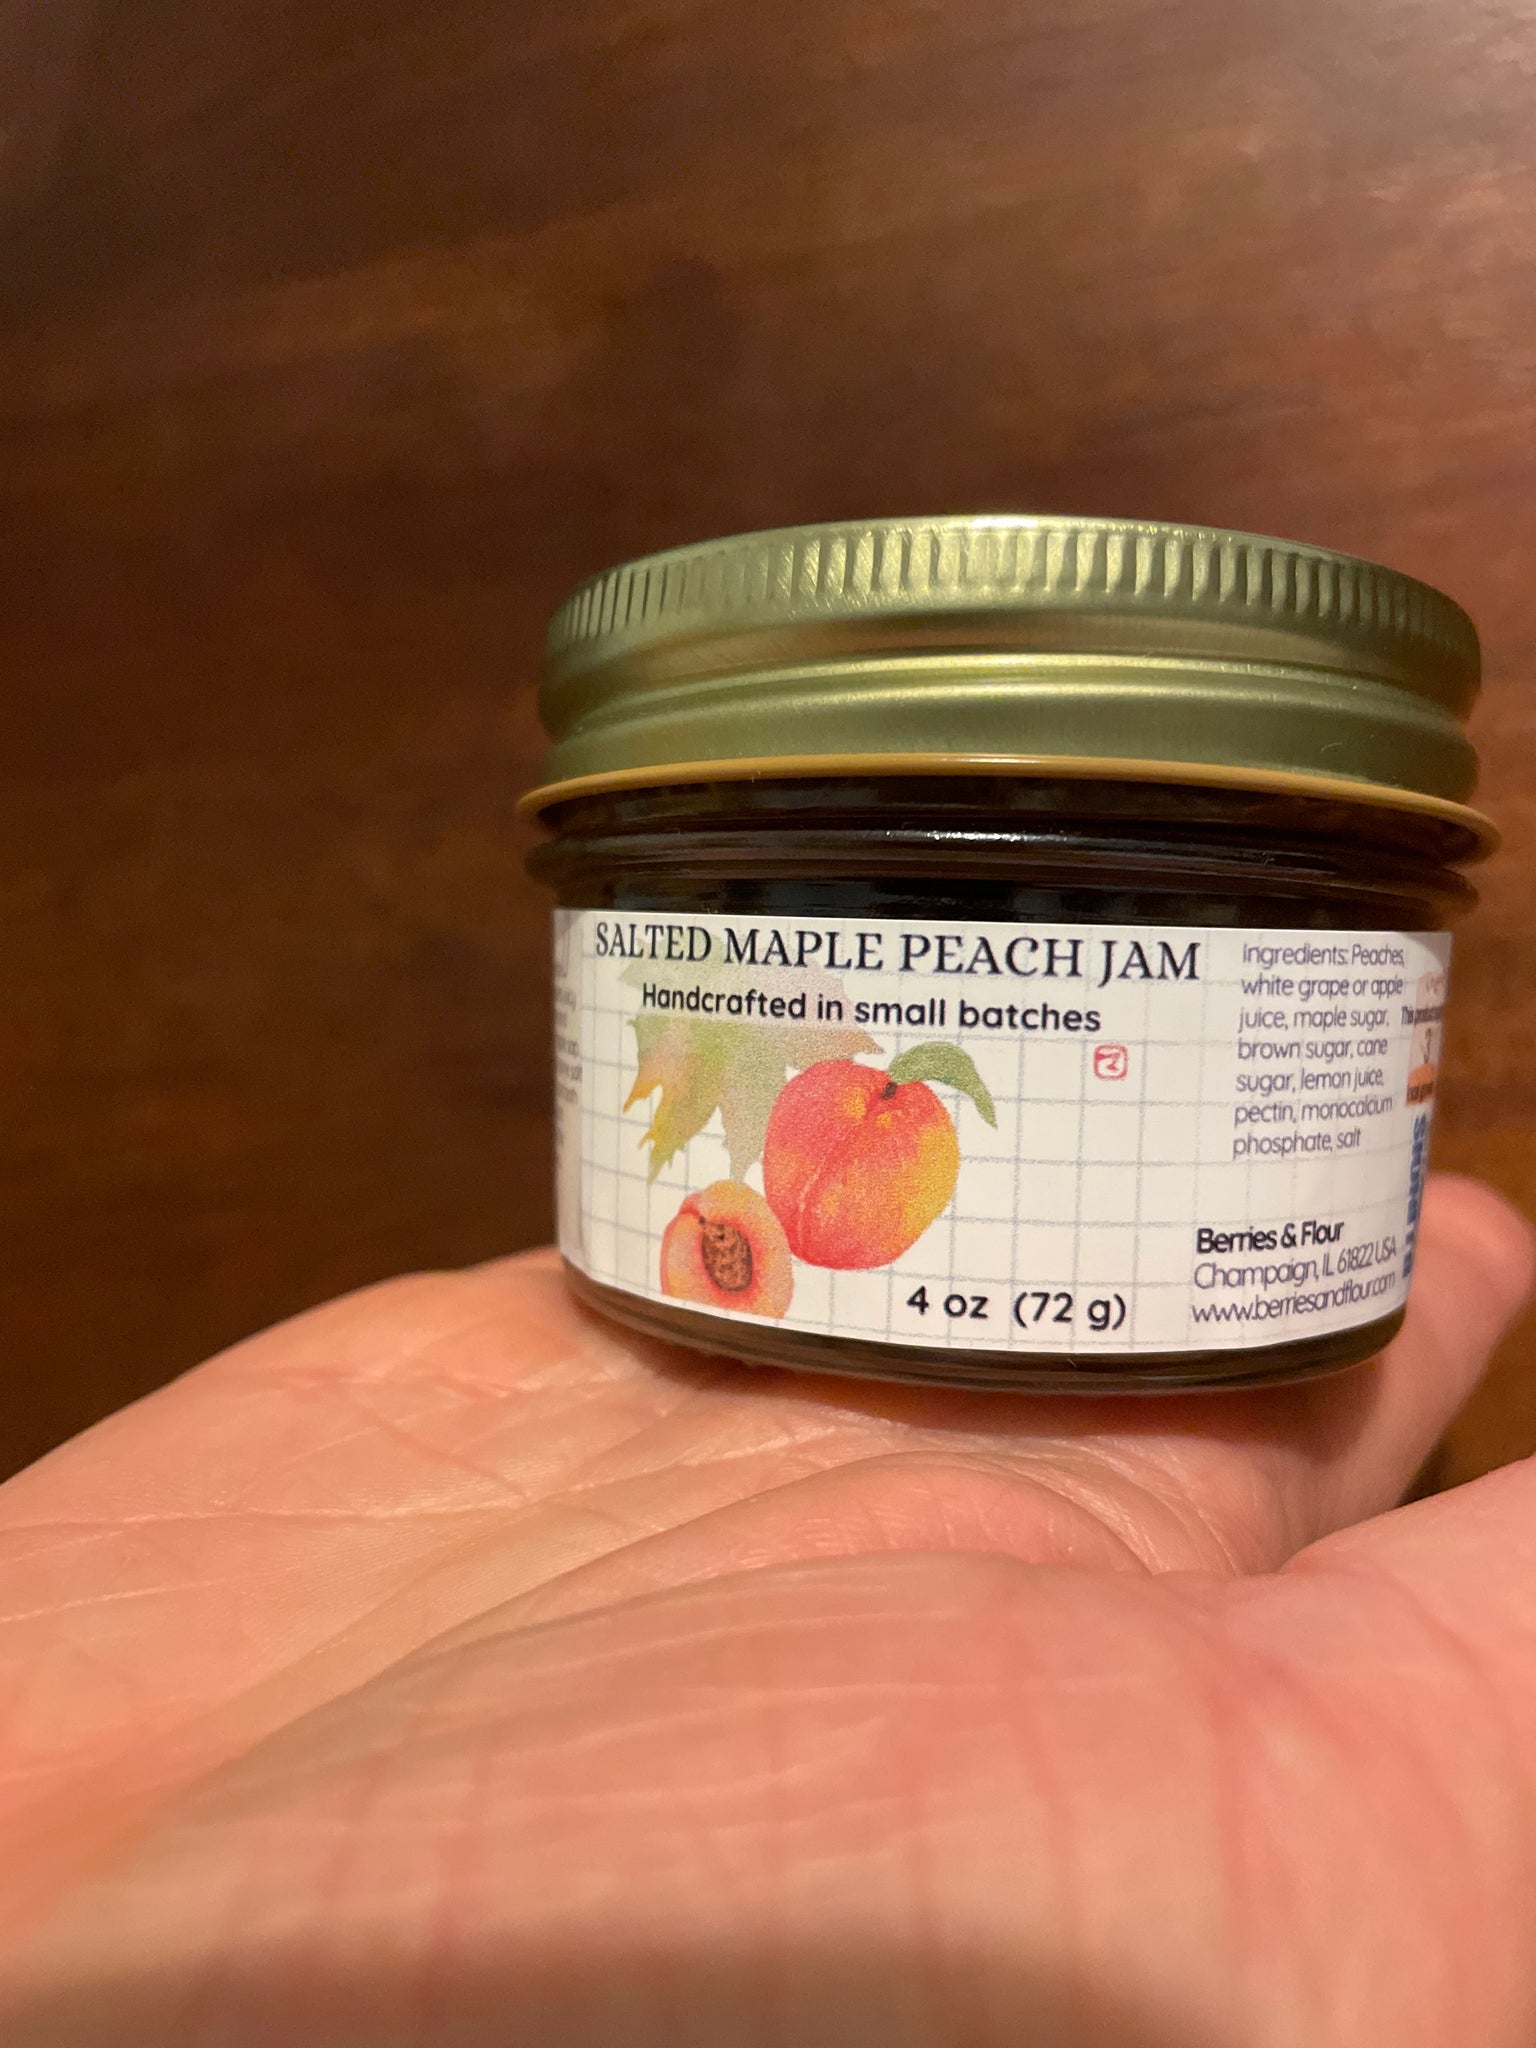 SALTED MAPLE PEACH JAM
Handcrafted in small batches
4 oz (72 g)
Ingredients: Peaches,
white grape or apple
juice, maple sugar,
brown sugar, cane
sugar, lemon juice,
pectin, monocalcium
phosphate, salt
Berries & Flour
Champaign, IL 61822 USA
www.berriesandflour.com
This product